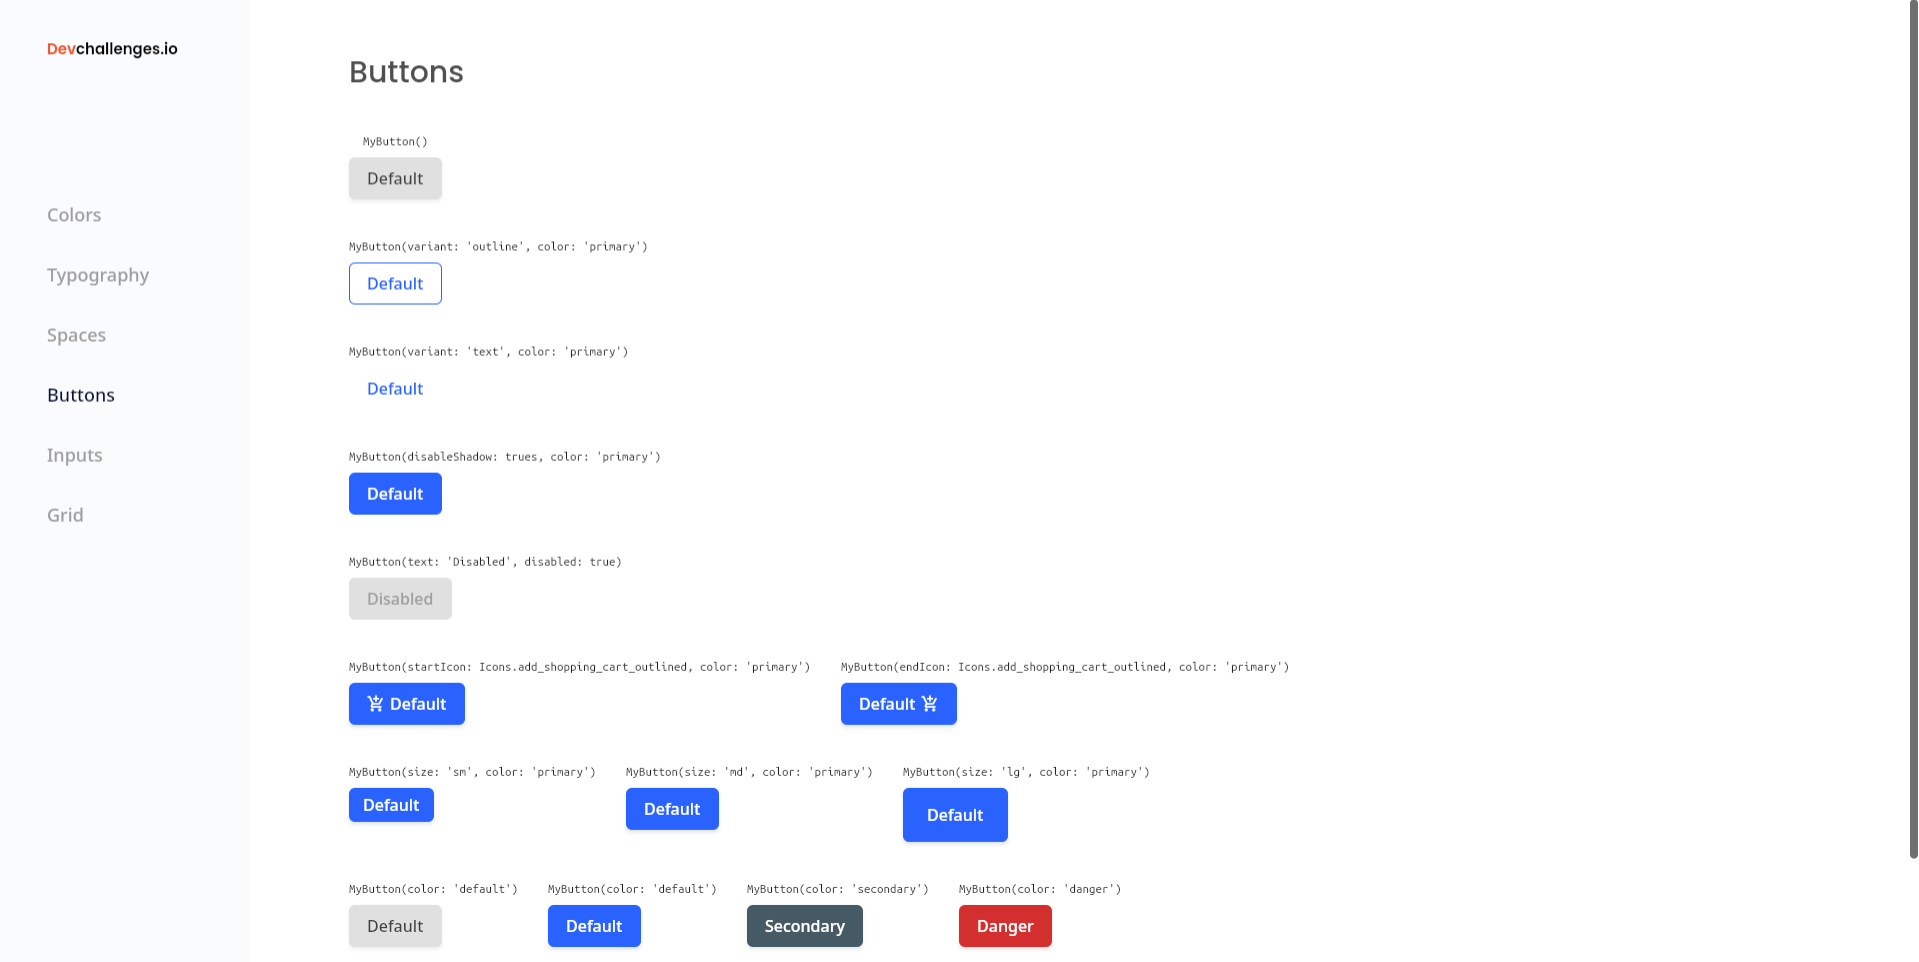 Devchallenges.io
Colors
Typography
Spaces
Buttons
Inputs
Grid
Buttons
MyButton()
Default
MyButton(variant: 'outline', color: 'primary')
Default
MyButton(variant: 'text', color: 'primary')
Default
MyButton(disableShadow: trues, color: 'primary')
Default
MyButton(text: 'Disabled', disabled: true)
Disabled
MyButton(startIcon: Icons.add_shopping_cart_outlined, color: 'primary')
Default
MyButton(endIcon: Icons.add_shopping_cart_outlined, color: 'primary')
Default
MyButton(size: 'sm', color: 'primary')
Default
MyButton(size: 'md', color: 'primary')
Default
MyButton(size: 'lg', color: 'primary')
Default
MyButton(color: 'default')
Default
MyButton(color: 'default')
Default
MyButton(color: 'secondary')
Secondary
MyButton(color: 'danger')
Danger